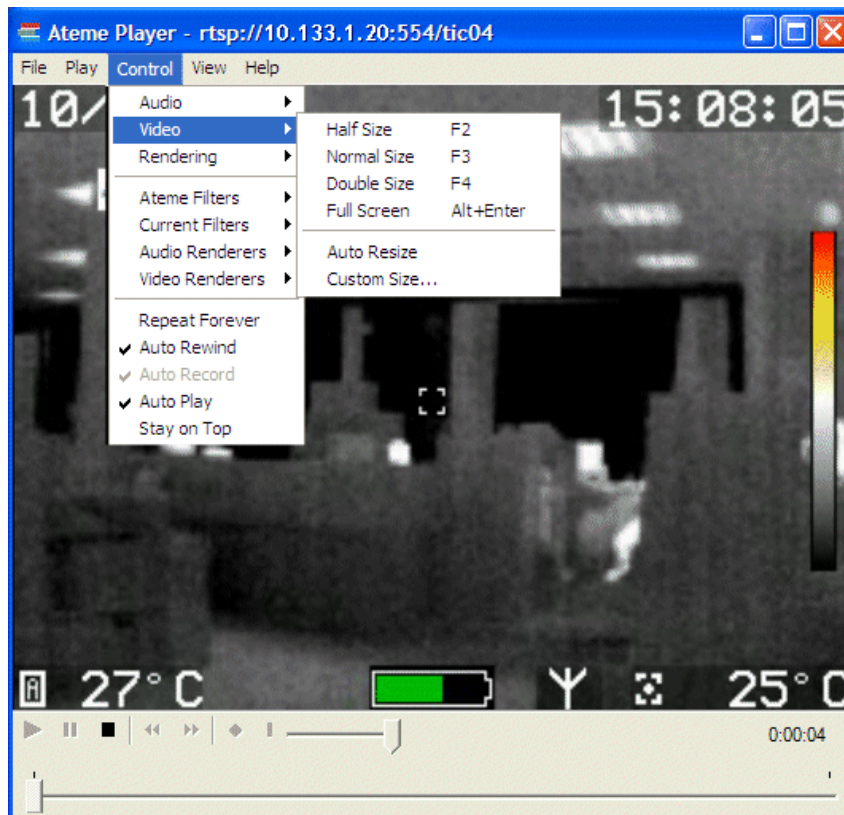 Ateme Player - rtsp://10.133.1.20:554/tic04
File Play Control View Help
10/ 15:08:05
Audio
Video
Rendering
Ateme Filters
Current Filters
Audio Renderers
Video Renderers
Repeat Forever
Auto Rewind
Auto Record
Auto Play
Stay on Top
Half Size F2
Normal Size F3
Double Size F4
Full Screen Alt+Enter
Auto Resize
Custom Size...
A 27°C 25°C
0:00:04